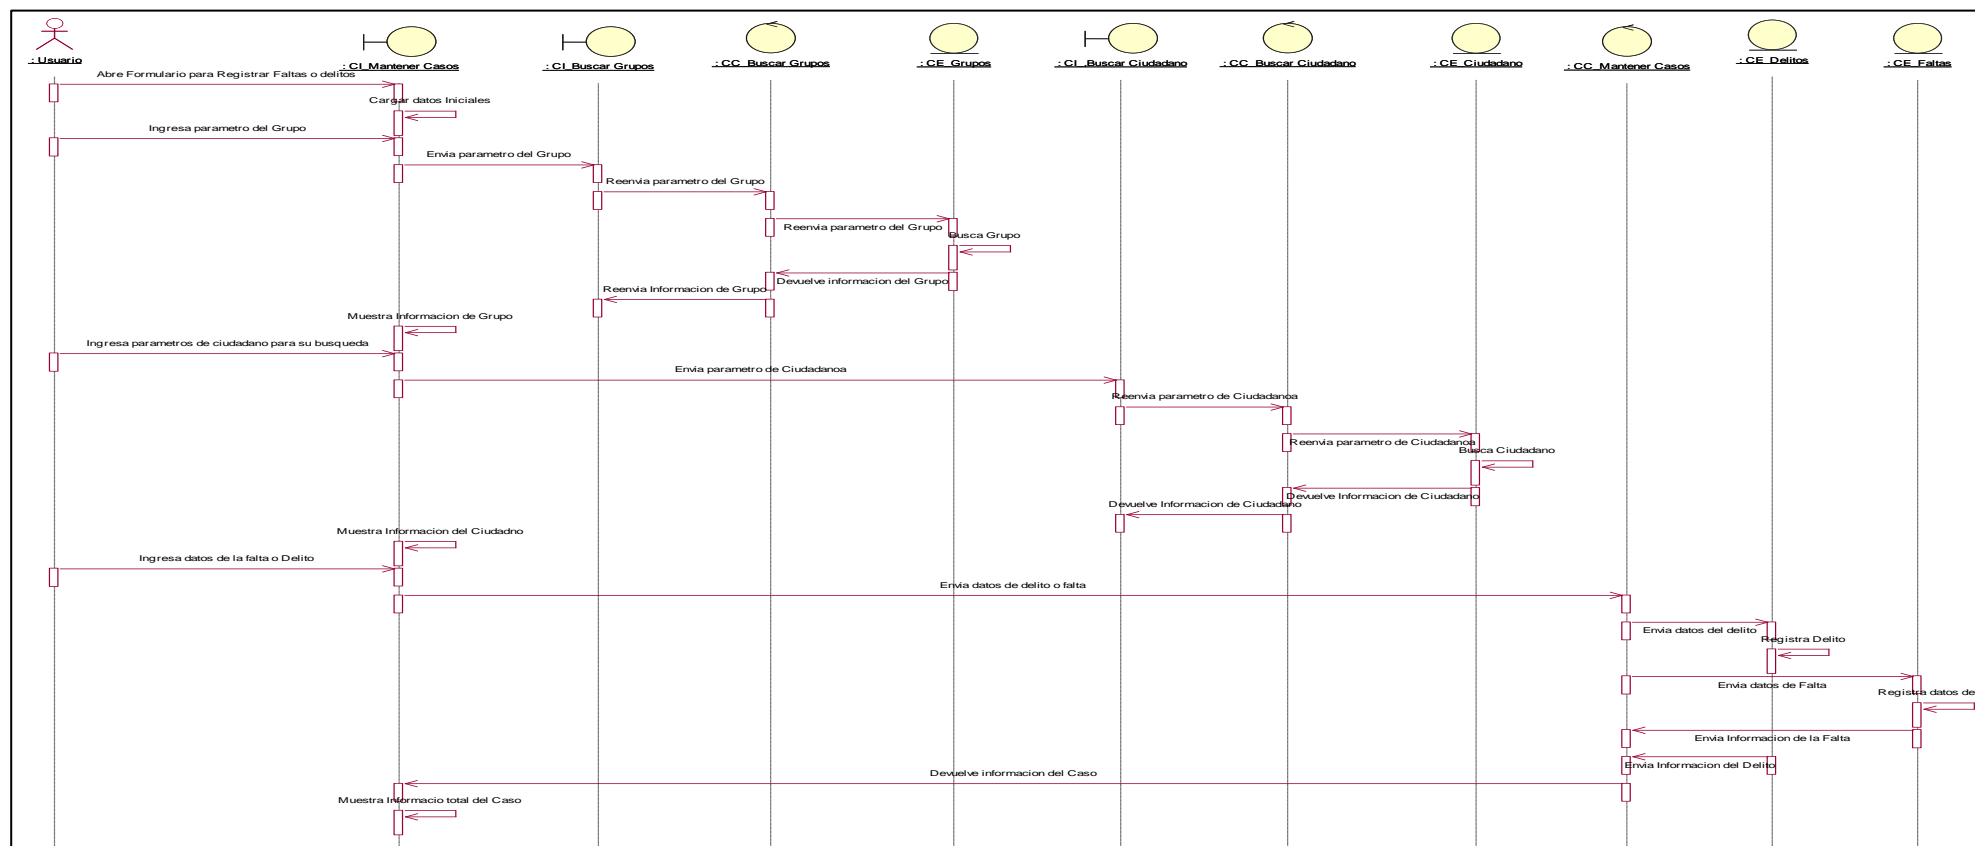 : Usuario
: CI_Mantener Casos
: CI_Buscar Grupos
: CC_Buscar Grupos
: CE_Grupos
: CI_Buscar Ciudadano
: CC_Buscar Ciudadano
: CE_Ciudadano
: CC_Mantener Casos
: CE_Delitos
: CE_Faltas
Abre Formulario para Registrar Faltas o delitos
Cargar datos Iniciales
Ingresa parametro del Grupo
Envia parametro del Grupo
Reenvia parametro del Grupo
Reenvia parametro del Grupo
Busca Grupo
Devuelve informacion del Grupo
Reenvia Informacion de Grupo
Muestra Informacion de Grupo
Ingresa parametros de ciudadano para su busqueda
Envia parametro de Ciudadanoa
Reenvia parametro de Ciudadanoa
Reenvia parametro de Ciudadanoa
Busca Ciudadano
Devuelve Informacion de Ciudadano
Devuelve Informacion de Ciudadano
Muestra Informacion del Ciudadno
Ingresa datos de la falta o Delito
Envia datos de delito o falta
Envia datos del delito
Registra Delito
Envia datos de Falta
Registra datos de
Envia Informacion de la Falta
Envia Informacion del Delito
Devuelve informacion del Caso
Muestra Informacio total del Caso